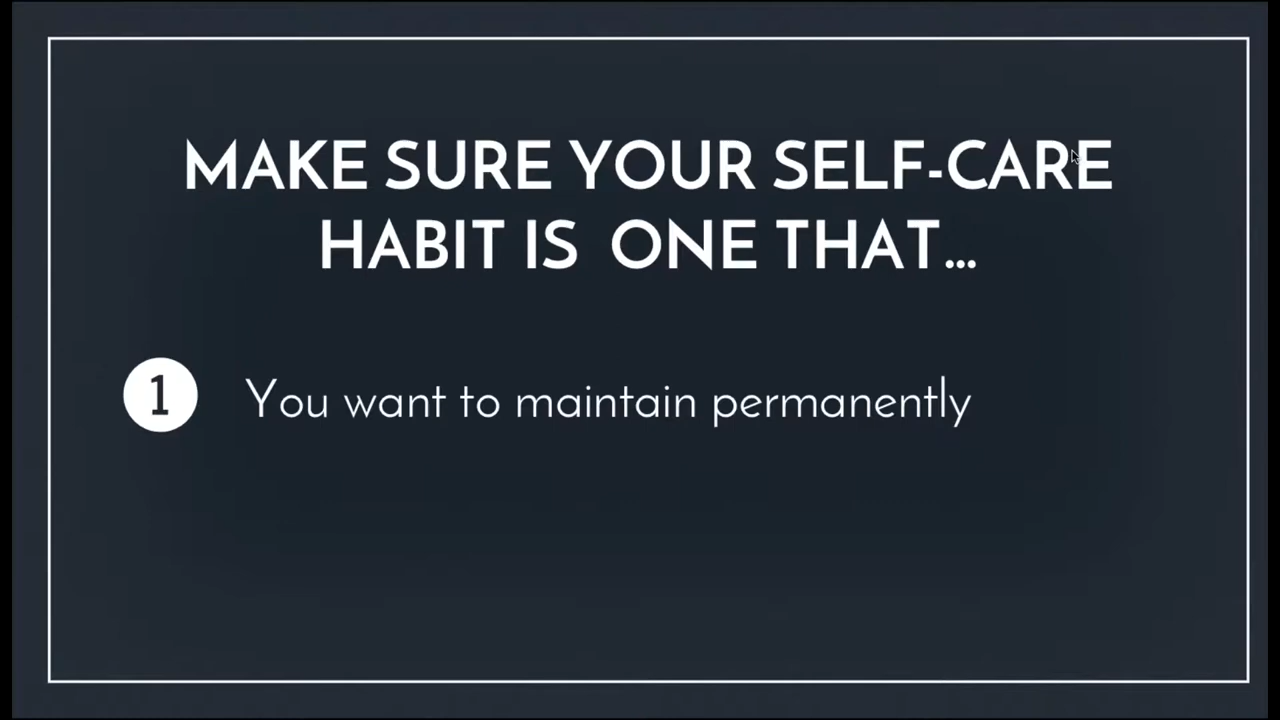 MAKE SURE YOUR SELF-CARE
HABIT IS  ONE THAT...
1 You want to maintain permanently